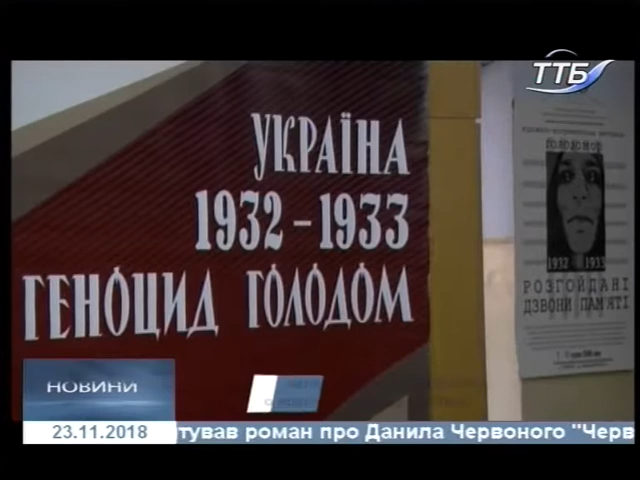 ТТБ
УКРАЇНА
1932 – 1933
ГЕНОЦИД ГОЛОДОМ
ГОЛОДОМОР
1932 1933
РОЗГОЙДАНІ
ДЗВОНИ ПАМ'ЯТІ
НОВИНИ
23.11.2018
тував роман про Данила Червоного "Черв